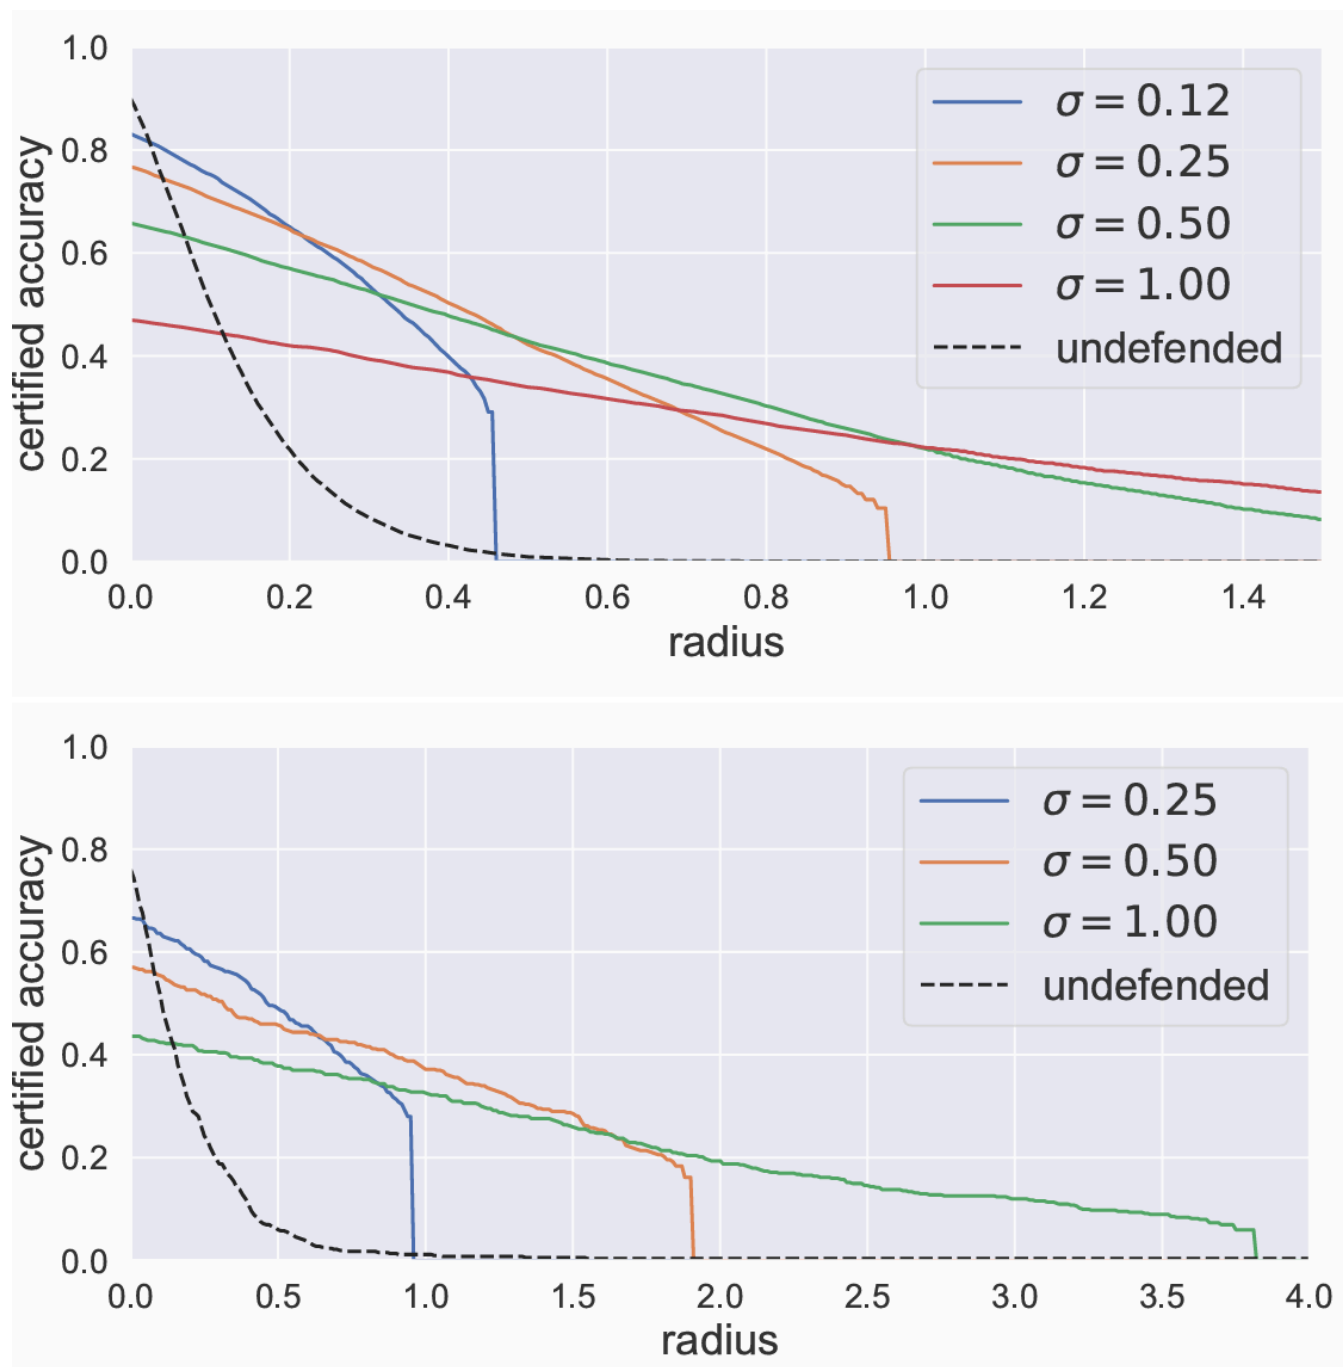 1.0
0.8
0.6
0.4
0.2
0.0
certified accuracy
σ = 0.12
σ = 0.25
σ = 0.50
σ = 1.00
undefended
0.0 0.2 0.4 0.6 0.8 1.0 1.2 1.4
radius
1.0
0.8
0.6
0.4
0.2
0.0
certified accuracy
σ = 0.25
σ = 0.50
σ = 1.00
undefended
0.0 0.5 1.0 1.5 2.0 2.5 3.0 3.5 4.0
radius